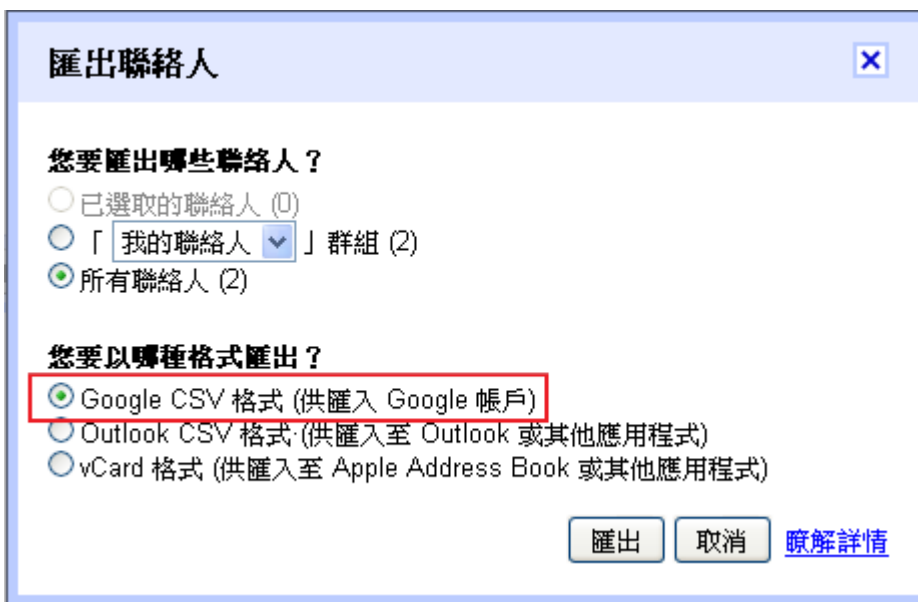 匯出聯絡人
您要匯出哪些聯絡人？
已選取的聯絡人 (0)
「 我的聯絡人 」群組 (2)
所有聯絡人 (2)
您要以哪種格式匯出？
Google CSV 格式 (供匯入 Google 帳戶)
Outlook CSV 格式 (供匯入至 Outlook 或其他應用程式)
vCard 格式 (供匯入至 Apple Address Book 或其他應用程式)
匯出 取消 瞭解詳情